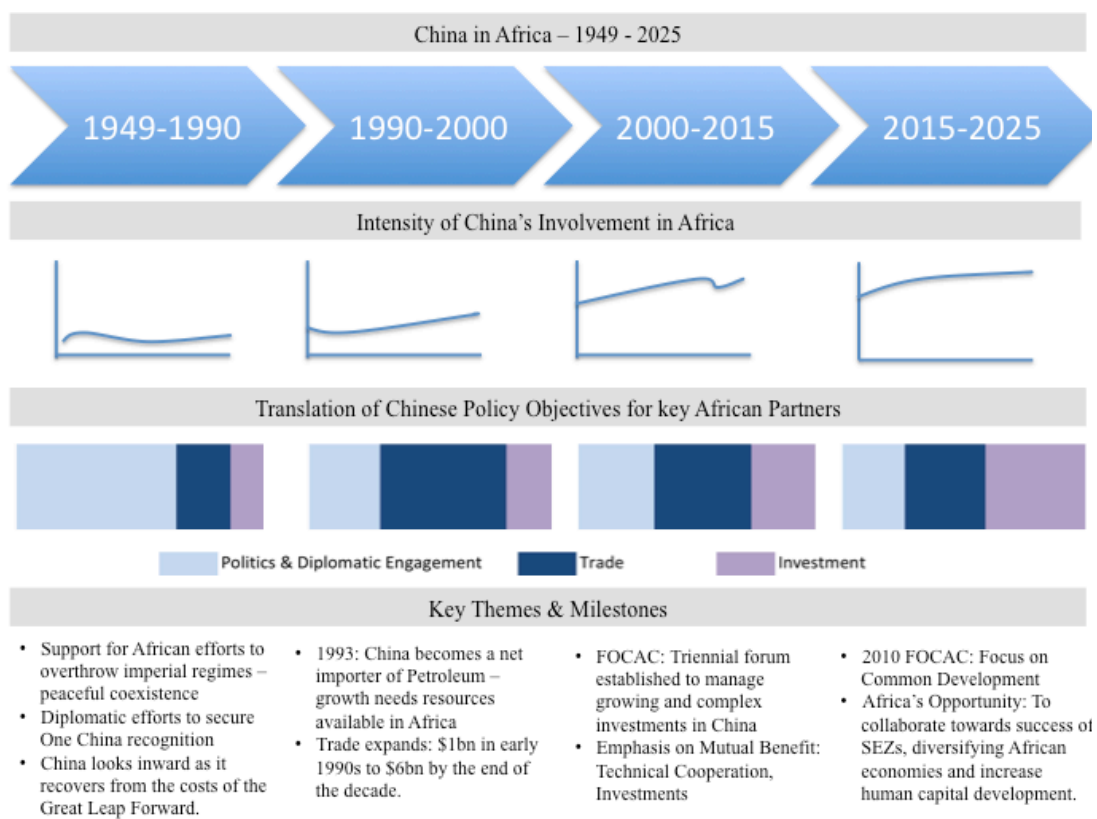 China in Africa – 1949 - 2025
1949-1990
1990-2000
2000-2015
2015-2025
Intensity of China’s Involvement in Africa
Translation of Chinese Policy Objectives for key African Partners
Politics & Diplomatic Engagement
Trade
Investment
Key Themes & Milestones
• Support for African efforts to
overthrow imperial regimes –
peaceful coexistence
• Diplomatic efforts to secure
One China recognition
• China looks inward as it
recovers from the costs of the
Great Leap Forward.
• 1993: China becomes a net
importer of Petroleum –
growth needs resources
available in Africa
• Trade expands: $1bn in early
1990s to $6bn by the end of
the decade.
• FOCAC: Triennial forum
established to manage
growing and complex
investments in China
• Emphasis on Mutual Benefit:
Technical Cooperation,
Investments
• 2010 FOCAC: Focus on
Common Development
• Africa’s Opportunity: To
collaborate towards success of
SEZs, diversifying African
economies and increase
human capital development.